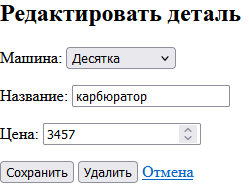 Редактировать деталь
Машина: Десятка
Название: карбюратор
Цена: 3457
Сохранить Удалить Отмена